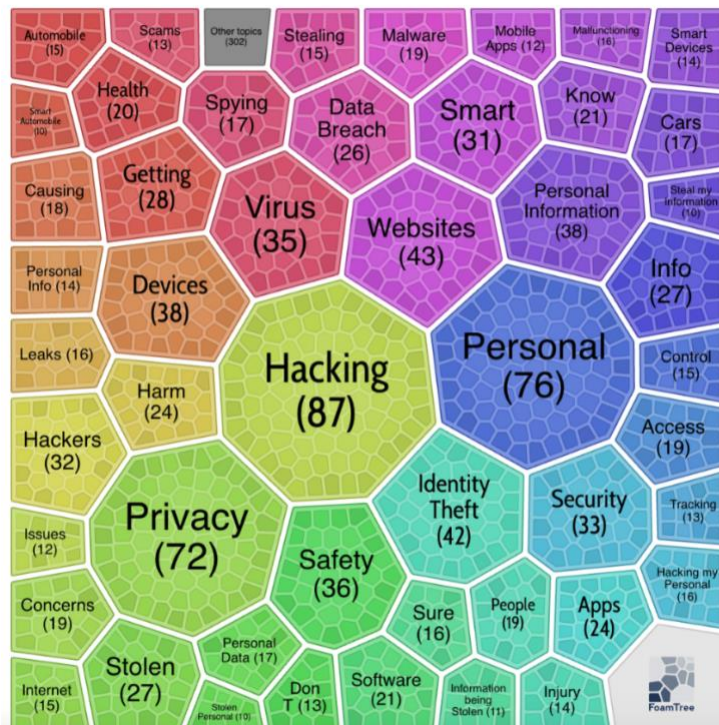 Automobile
(15)
Scams
(13)
Other topics
(302)
Stealing
(15)
Malware
(19)
Mobile
Apps (12)
Malfunctioning
(16)
Smart
Devices
(14)
Smart
Automobile
(10)
Health
(20)
Spying
(17)
Data
Breach
(26)
Smart
(31)
Know
(21)
Cars
(17)
Causing
(18)
Getting
(28)
Virus
(35)
Websites
(43)
Personal
Information
(38)
Steal my
Information
(10)
Personal
Info (14)
Devices
(38)
Info
(27)
Leaks (16)
Harm
(24)
Hacking
(87)
Personal
(76)
Control
(15)
Hackers
(32)
Access
(19)
Privacy
(72)
Identity
Theft
(42)
Security
(33)
Tracking
(13)
Issues
(12)
Safety
(36)
Hacking my
Personal
(16)
Concerns
(19)
Sure
(16)
People
(19)
Apps
(24)
Stolen
(27)
Personal
Data (17)
Internet
(15)
Stolen
Personal (10)
Don
T (13)
Software
(21)
Information
being
Stolen (11)
Injury
(14)
FoamTree